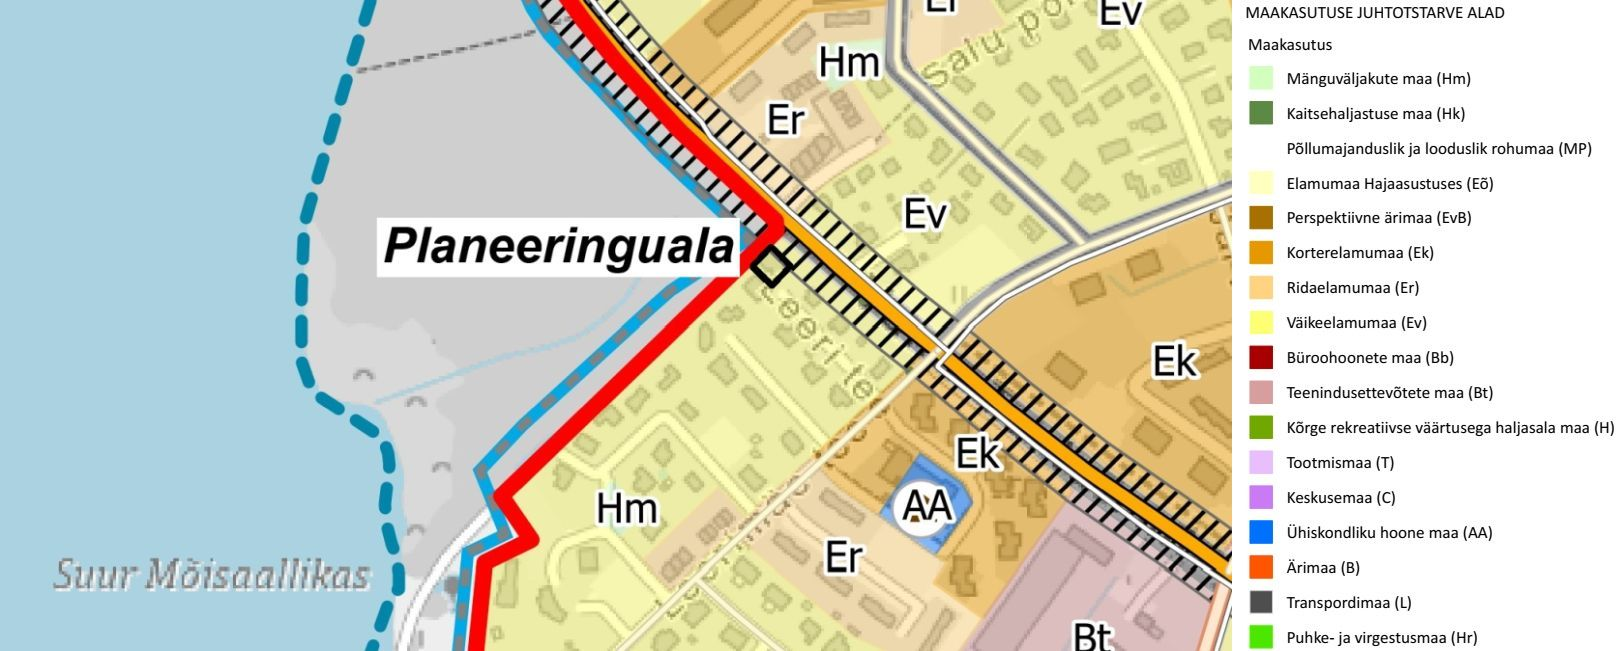 Er
Ev
Salu
Hm
Er
Ev
Planeeringuala
Ek
Ek
Hm
AA
Er
Suur Mõisaallikas
Bt
MAAKASUTUSE JUHTOTSTARVE ALAD
Maakasutus
Mänguväljakute maa (Hm)
Kaitsehaljastuse maa (Hk)
Põllumajanduslik ja looduslik rohumaa (MP)
Elamumaa Hajaasustuses (Eõ)
Perspektiivne ärimaa (EvB)
Korterelamumaa (Ek)
Ridaelamumaa (Er)
Väikeelamumaa (Ev)
Büroohoonete maa (Bb)
Teenindusettevõtete maa (Bt)
Kõrge rekreatiivse väärtusega haljasala maa (H)
Tootmismaa (T)
Keskusemaa (C)
Ühiskondliku hoone maa (AA)
Ärimaa (B)
Transpordimaa (L)
Puhke- ja virgestusmaa (Hr)